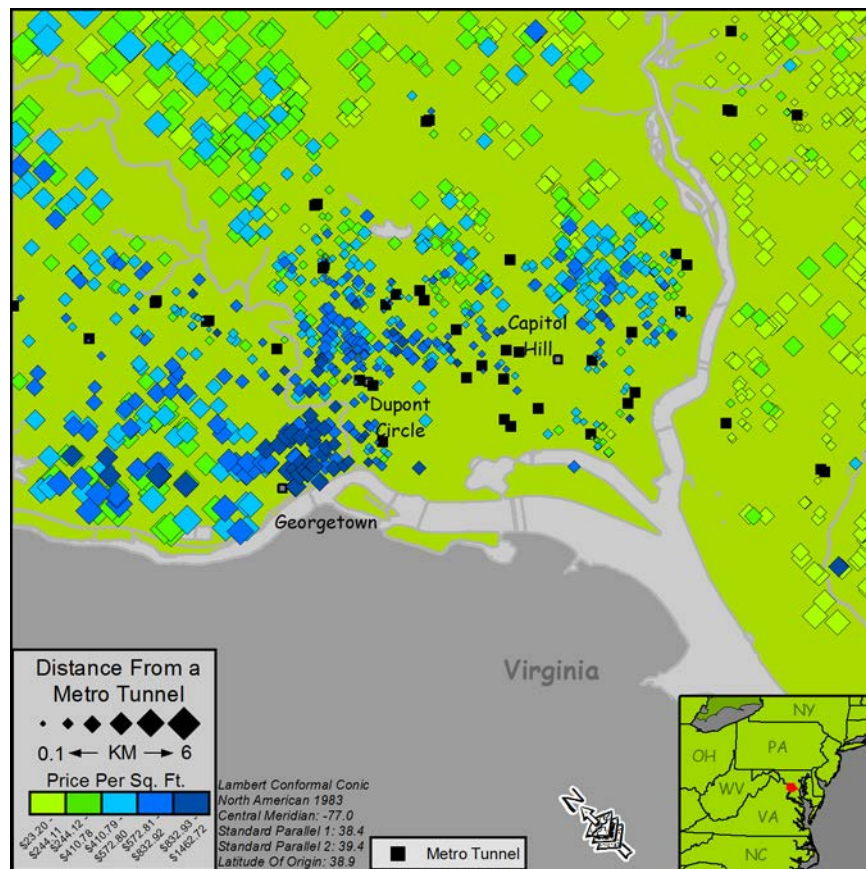 Capitol
Hill
Dupont
Circle
Georgetown
Virginia
Distance From a
Metro Tunnel
0.1 KM 6
Price Per Sq. Ft.
$23.20 -
$244.11
$244.12 -
$410.78
$410.79 -
$572.80
$572.81 -
$832.92
$832.93 -
$1462.72
Lambert Conformal Conic
North American 1983
Central Meridian: -77.0
Standard Parallel 1: 38.4
Standard Parallel 2: 39.4
Latitude Of Origin: 38.9
Metro Tunnel
N
NY
PA
OH
WV
VA
NC